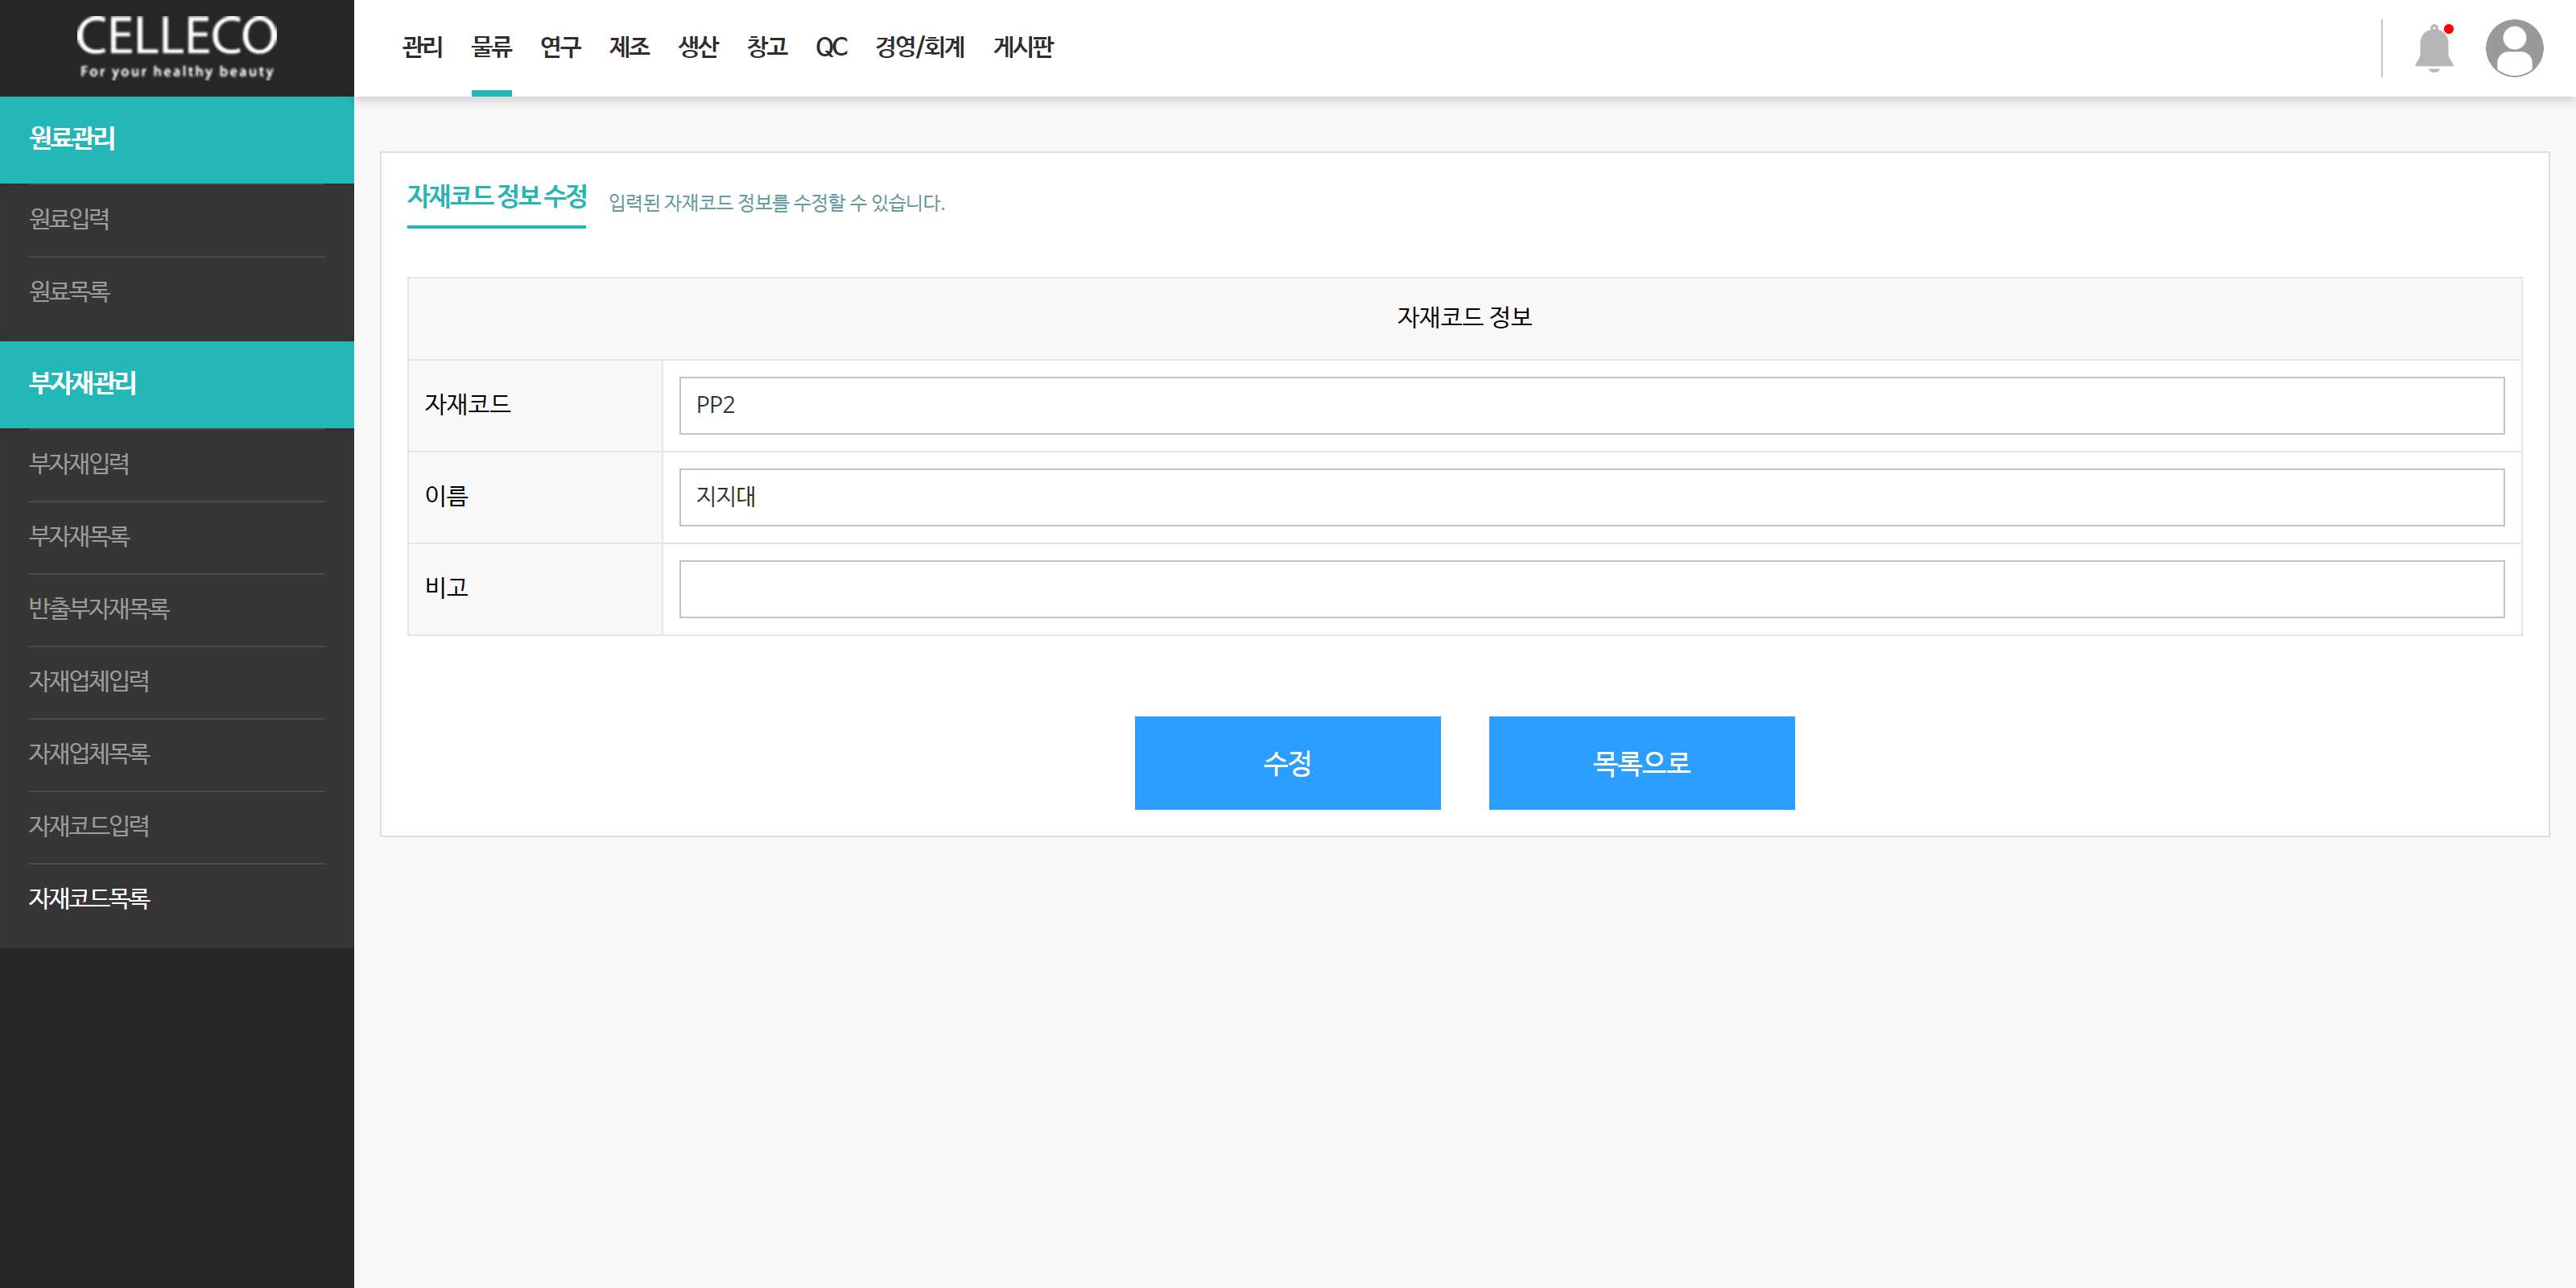 CELLECO
For your healthy beauty
관리 물류 연구 제조 생산 창고 QC 경영/회계 게시판
원료관리
원료입력
원료목록
부자재관리
부자재입력
부자재목록
반출부자재목록
자재업체입력
자재업체목록
자재코드입력
자재코드목록
자재코드 정보 수정 입력된 자재코드 정보를 수정할 수 있습니다.
자재코드 정보
자재코드 PP2
이름 지지대
비고
수정 목록으로